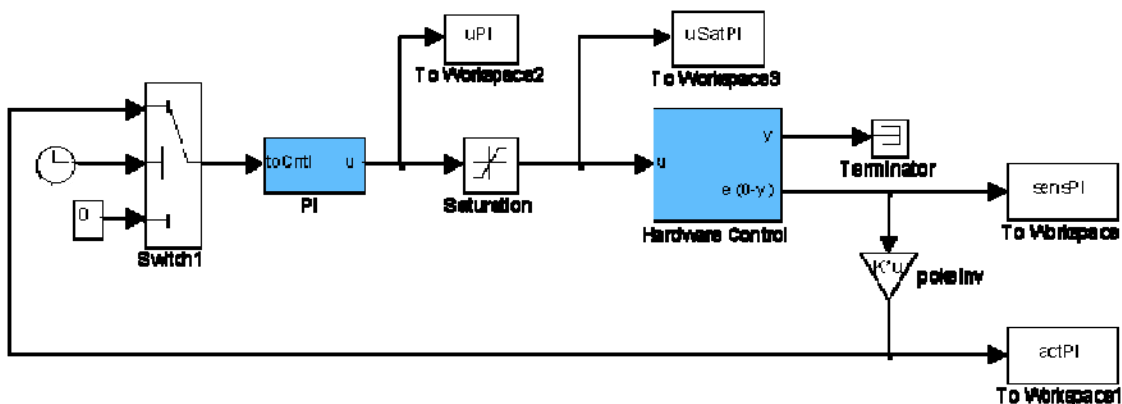 uPI
To Workspace2
uSatPI
To Workspace3
toCntl
u
PI
Saturation
u
y
e (0-y)
Hardware Control
Terminator
0
Switch1
sensPI
To Workspace
K*u
pokeInv
actPI
To Workspace1